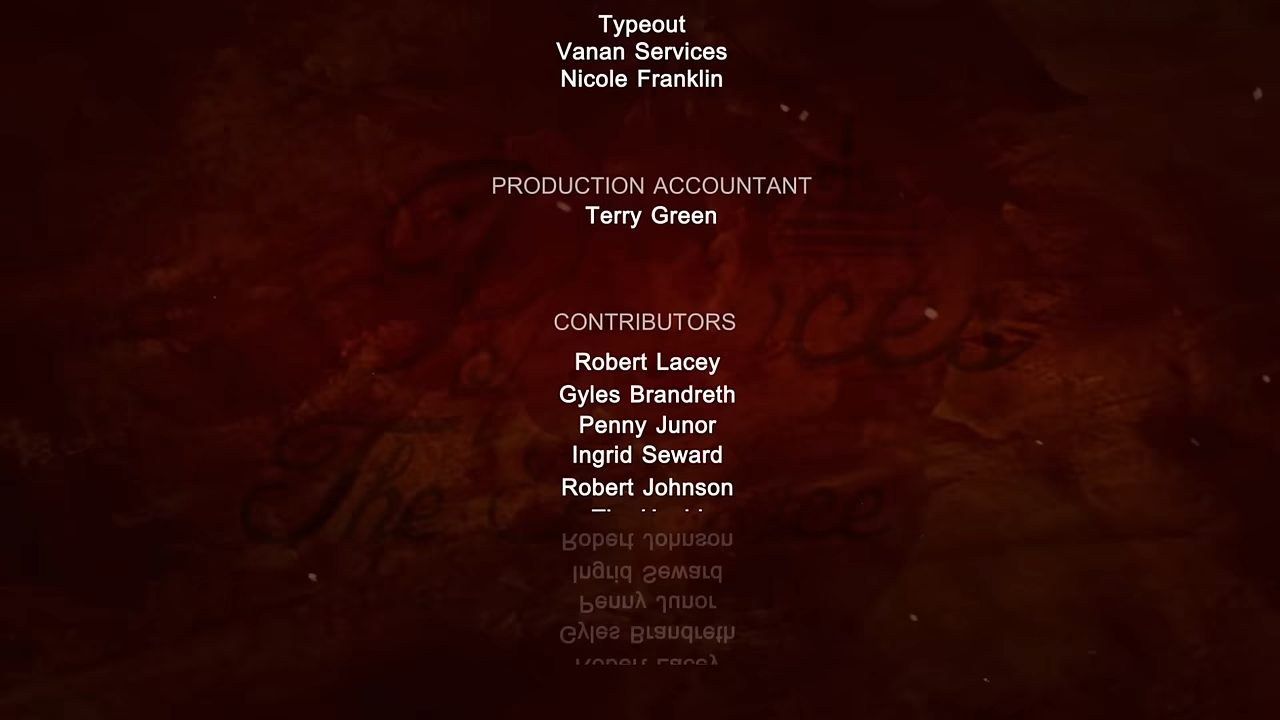 Typeout
Vanan Services
Nicole Franklin
PRODUCTION ACCOUNTANT
Terry Green
CONTRIBUTORS
Robert Lacey
Gyles Brandreth
Penny Junor
Ingrid Seward
Robert Johnson